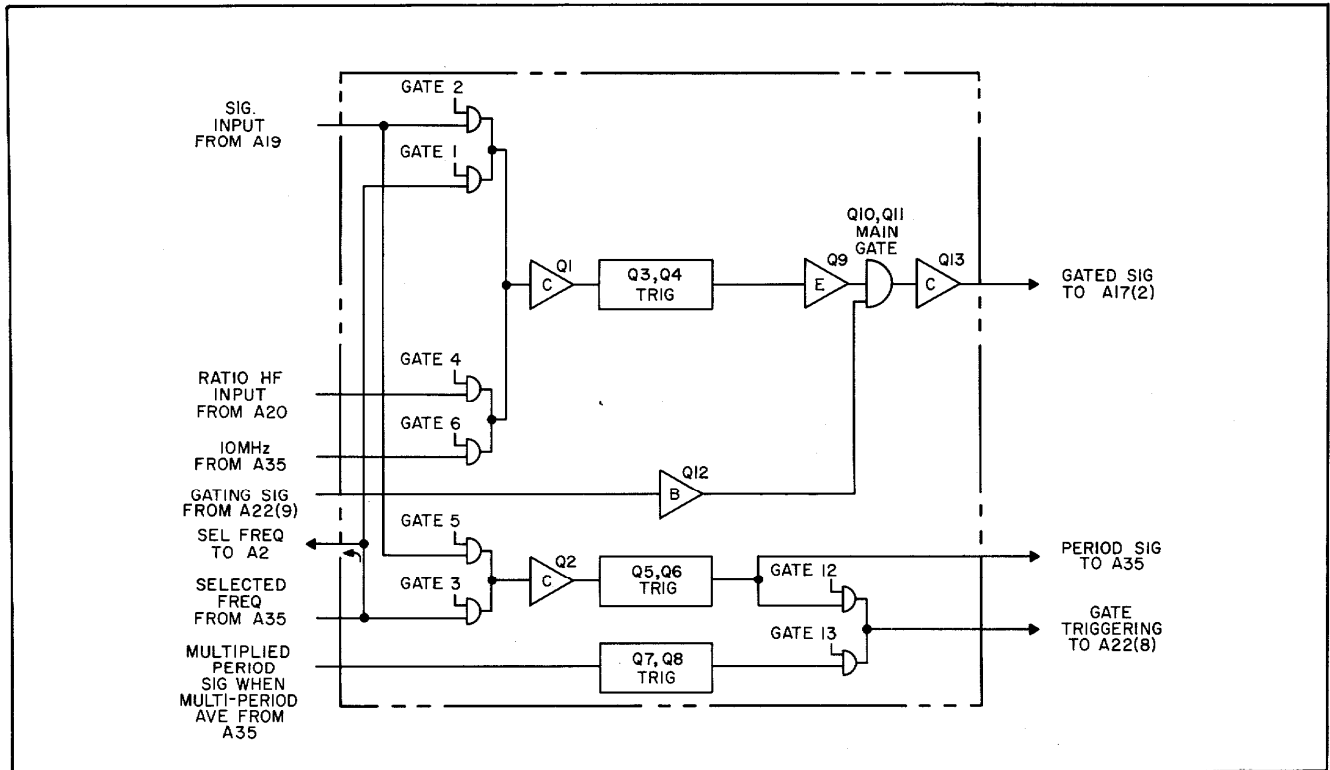 GATE 2
SIG.
INPUT
FROM A19
GATE 1
Q10,Q11
MAIN
GATE
Q1
Q3,Q4
TRIG
Q9
Q13
C
E
C
GATED SIG
TO A17(2)
GATE 4
RATIO HF
INPUT
FROM A20
GATE 6
10MHz
FROM A35
Q12
B
GATING SIG
FROM A22(9)
GATE 5
SEL FREQ
TO A2
Q2
C
Q5,Q6
TRIG
PERIOD SIG
TO A35
GATE 12
SELECTED
FREQ
FROM A35
GATE 3
GATE
TRIGGERING
TO A22(8)
GATE 13
MULTIPLIED
PERIOD
SIG WHEN
MULTI-PERIOD
AVE FROM
A35
Q7,Q8
TRIG